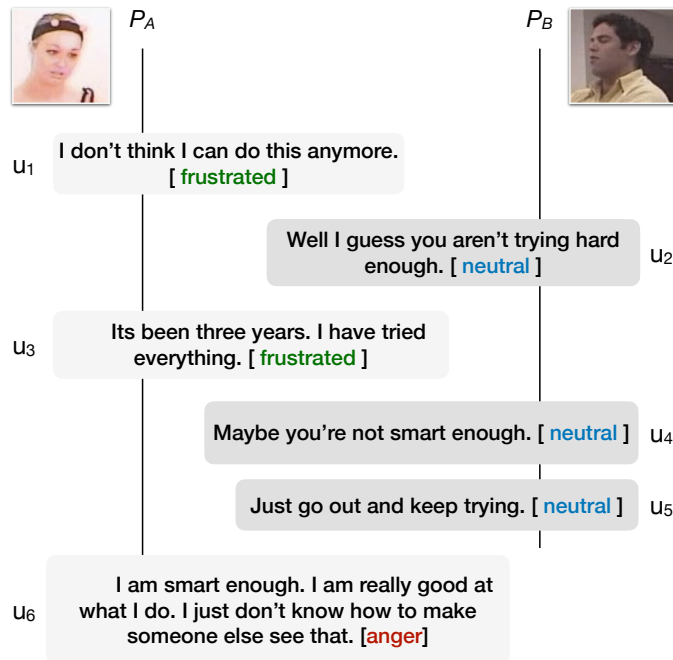 P_A P_B
u1
I don't think I can do this anymore.
[ frustrated ]
Well I guess you aren't trying hard
enough. [ neutral ]
u2
u3
Its been three years. I have tried
everything. [ frustrated ]
Maybe you're not smart enough. [ neutral ]
u4
Just go out and keep trying. [ neutral ]
u5
u6
I am smart enough. I am really good at
what I do. I just don't know how to make
someone else see that. [anger]